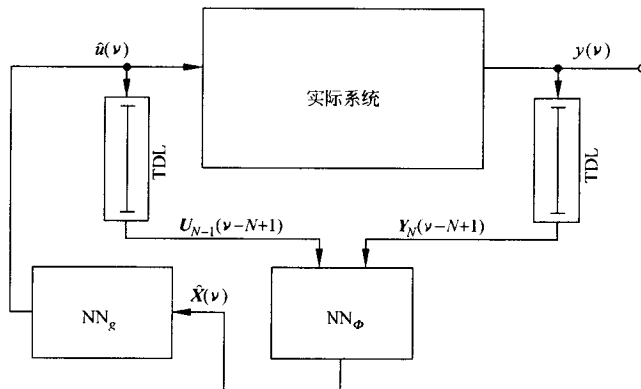 û(ν)
y(ν)
实际系统
TDL
TDL
U_{N−1}(ν−N+1)
Y_N(ν−N+1)
X̂(ν)
NN_g
NN_Φ